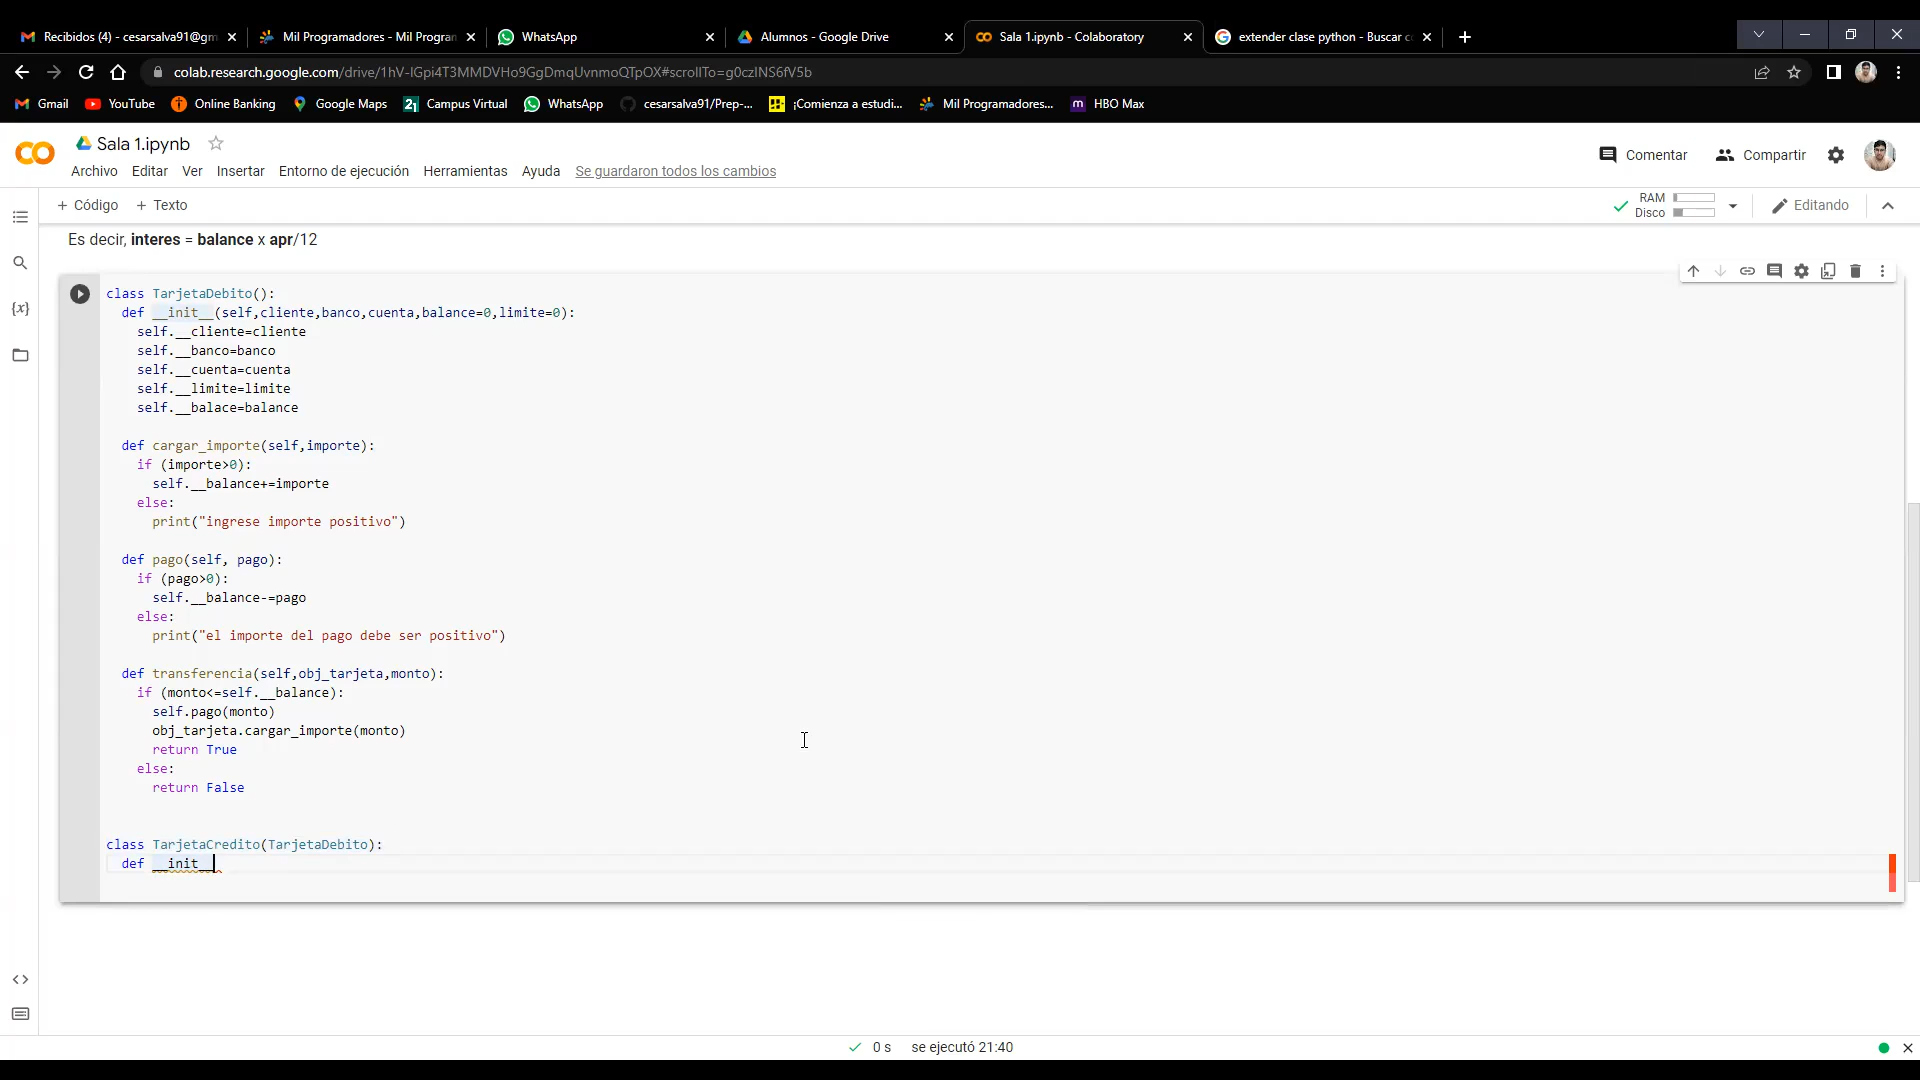 Recibidos (4) - cesarsalva91@gm
Mil Programadores - Mil Program
WhatsApp
Alumnos - Google Drive
Sala 1.ipynb - Colaboratory
extender clase python - Buscar c
colab.research.google.com/drive/1hV-IGpi4T3MMDVHo9GgDmqUvnmoQTpOX#scrollTo=g0czINS6fV5b
Gmail
YouTube
Online Banking
Google Maps
Campus Virtual
WhatsApp
cesarsalva91/Prep-...
¡Comienza a estudi...
Mil Programadores...
HBO Max
Sala 1.ipynb
Comentar
Compartir
Archivo Editar Ver Insertar Entorno de ejecución Herramientas Ayuda Se guardaron todos los cambios
+ Código + Texto
RAM
Disco
Editando
Es decir, interes = balance x apr/12
class TarjetaDebito():
  def __init__(self,cliente,banco,cuenta,balance=0,limite=0):
    self.__cliente=cliente
    self.__banco=banco
    self.__cuenta=cuenta
    self.__limite=limite
    self.__balace=balance
  def cargar_importe(self,importe):
    if (importe>0):
      self.__balance+=importe
    else:
      print("ingrese importe positivo")
  def pago(self, pago):
    if (pago>0):
      self.__balance-=pago
    else:
      print("el importe del pago debe ser positivo")
  def transferencia(self,obj_tarjeta,monto):
    if (monto<=self.__balance):
      self.pago(monto)
      obj_tarjeta.cargar_importe(monto)
      return True
    else:
      return False
class TarjetaCredito(TarjetaDebito):
  def __init__
0 s se ejecutó 21:40